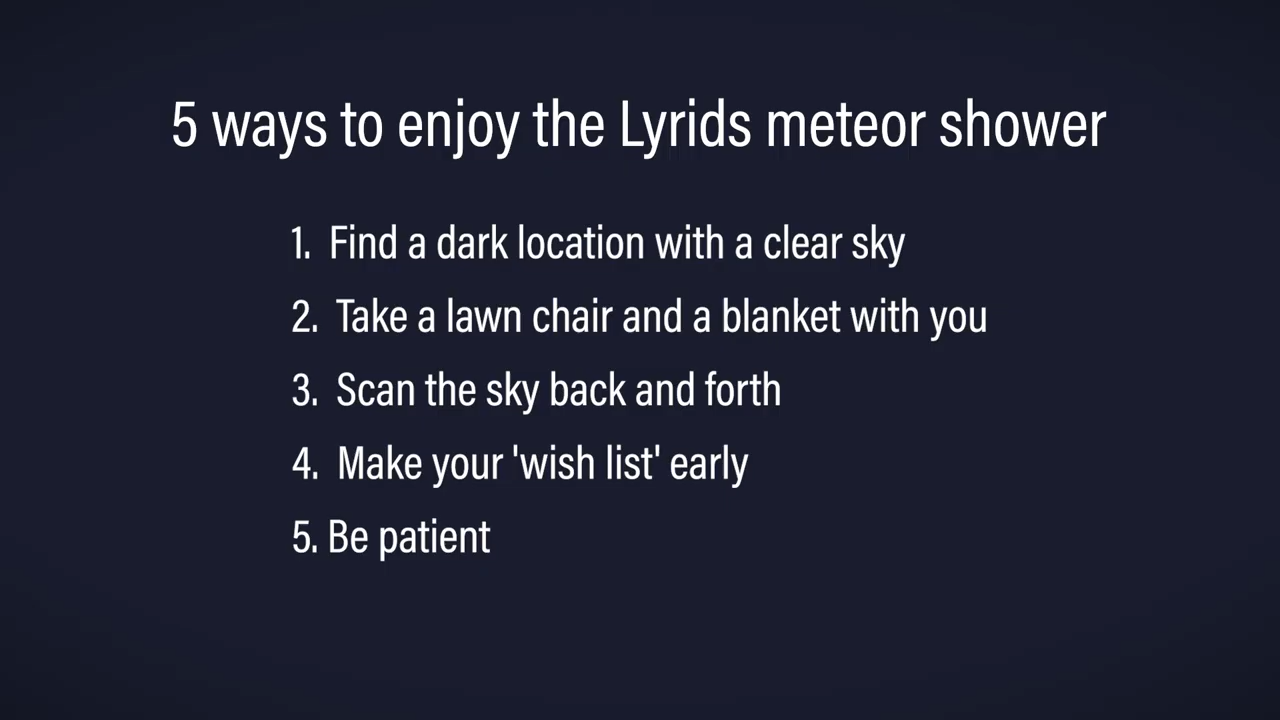 5 ways to enjoy the Lyrids meteor shower
1. Find a dark location with a clear sky
2. Take a lawn chair and a blanket with you
3. Scan the sky back and forth
4. Make your 'wish list' early
5. Be patient